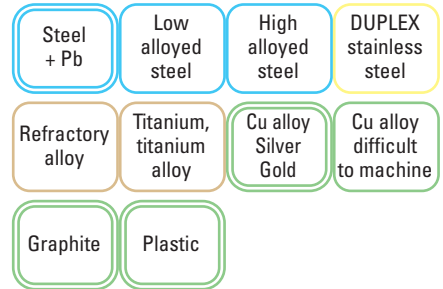 Steel
+ Pb
Low
alloyed
steel
High
alloyed
steel
DUPLEX
stainless
steel
Refractory
alloy
Titanium,
titanium
alloy
Cu alloy
Silver
Gold
Cu alloy
difficult
to machine
Graphite
Plastic